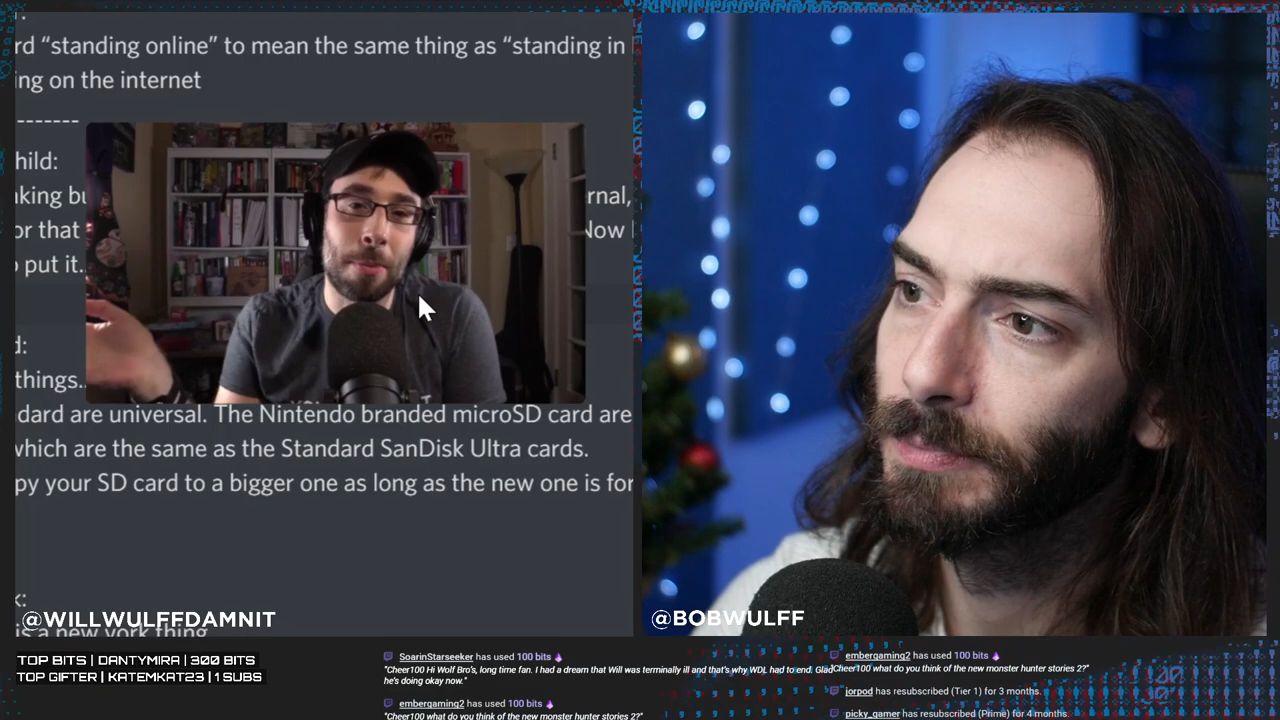 rd “standing online” to mean the same thing as “standing in
ing on the internet
--------
hild:
king bu
rnal,
or that
Now
put it..
d:
things..
dard are universal. The Nintendo branded microSD card are
which are the same as the Standard SanDisk Ultra cards.
py your SD card to a bigger one as long as the new one is for
k:
is a new york thing
@WILLWULFFDAMNIT
@BOBWULFF
TOP BITS | DANTYMIRA | 300 BITS
TOP GIFTER | KATEMKAT23 | 1 SUBS
SoarinStarseeker has used 100 bits
"Cheer100 Hi Wolf Bro's, long time fan. I had a dream that Will was terminally ill and that's why WDL had to end. Glad
he's doing okay now."
embergaming2 has used 100 bits
"Cheer100 what do you think of the new monster hunter stories 2??"
embergaming2 has used 100 bits
Cheer100 what do you think of the new monster hunter stories 2??"
jorpod has resubscribed (Tier 1) for 3 months.
picky_gamer has resubscribed (Prime) for 4 months.